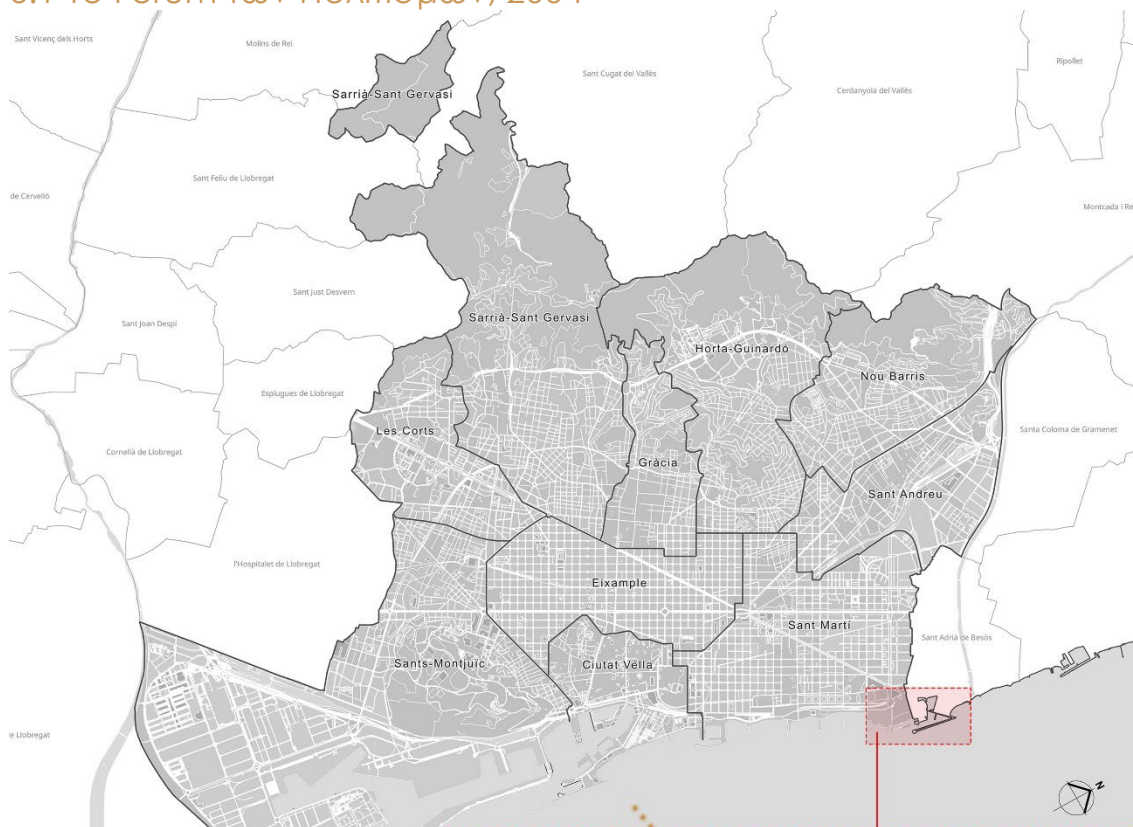 Sant Vicenç dels Horts
Molins de Rei
Ripollet
Sant Cugat del Vallès
Cerdanyola del Vallès
Sarrià-Sant Gervasi
Sant Feliu de Llobregat
de Cervelló
Montcada i Re
Sant Just Desvern
Sant Joan Despí
Sarrià-Sant Gervasi
Horta-Guinardó
Nou Barris
Esplugues de Llobregat
Les Corts
Santa Coloma de Gramenet
Cornellà de Llobregat
Gràcia
Sant Andreu
l'Hospitalet de Llobregat
Eixample
Sant Martí
Sant Adrià de Besòs
Sants-Montjuïc
Ciutat Vella
e Llobregat
N